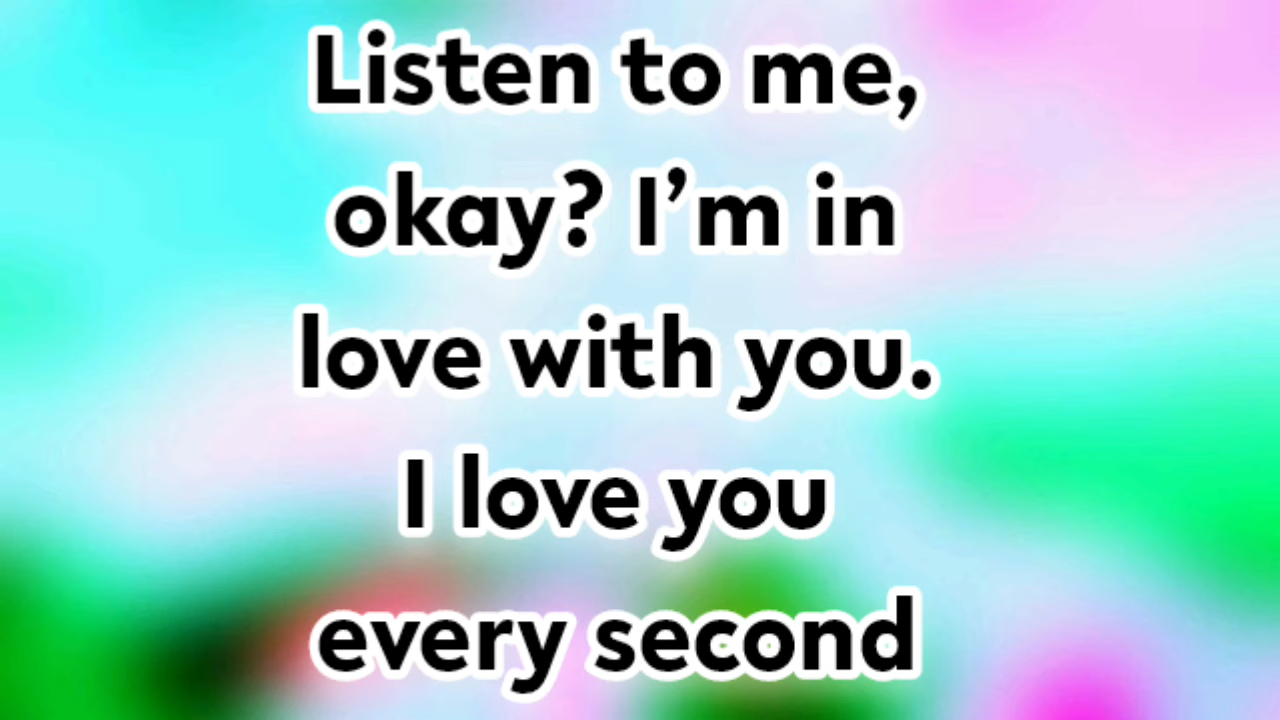 Listen to me,
okay? I’m in
love with you.
I love you
every second